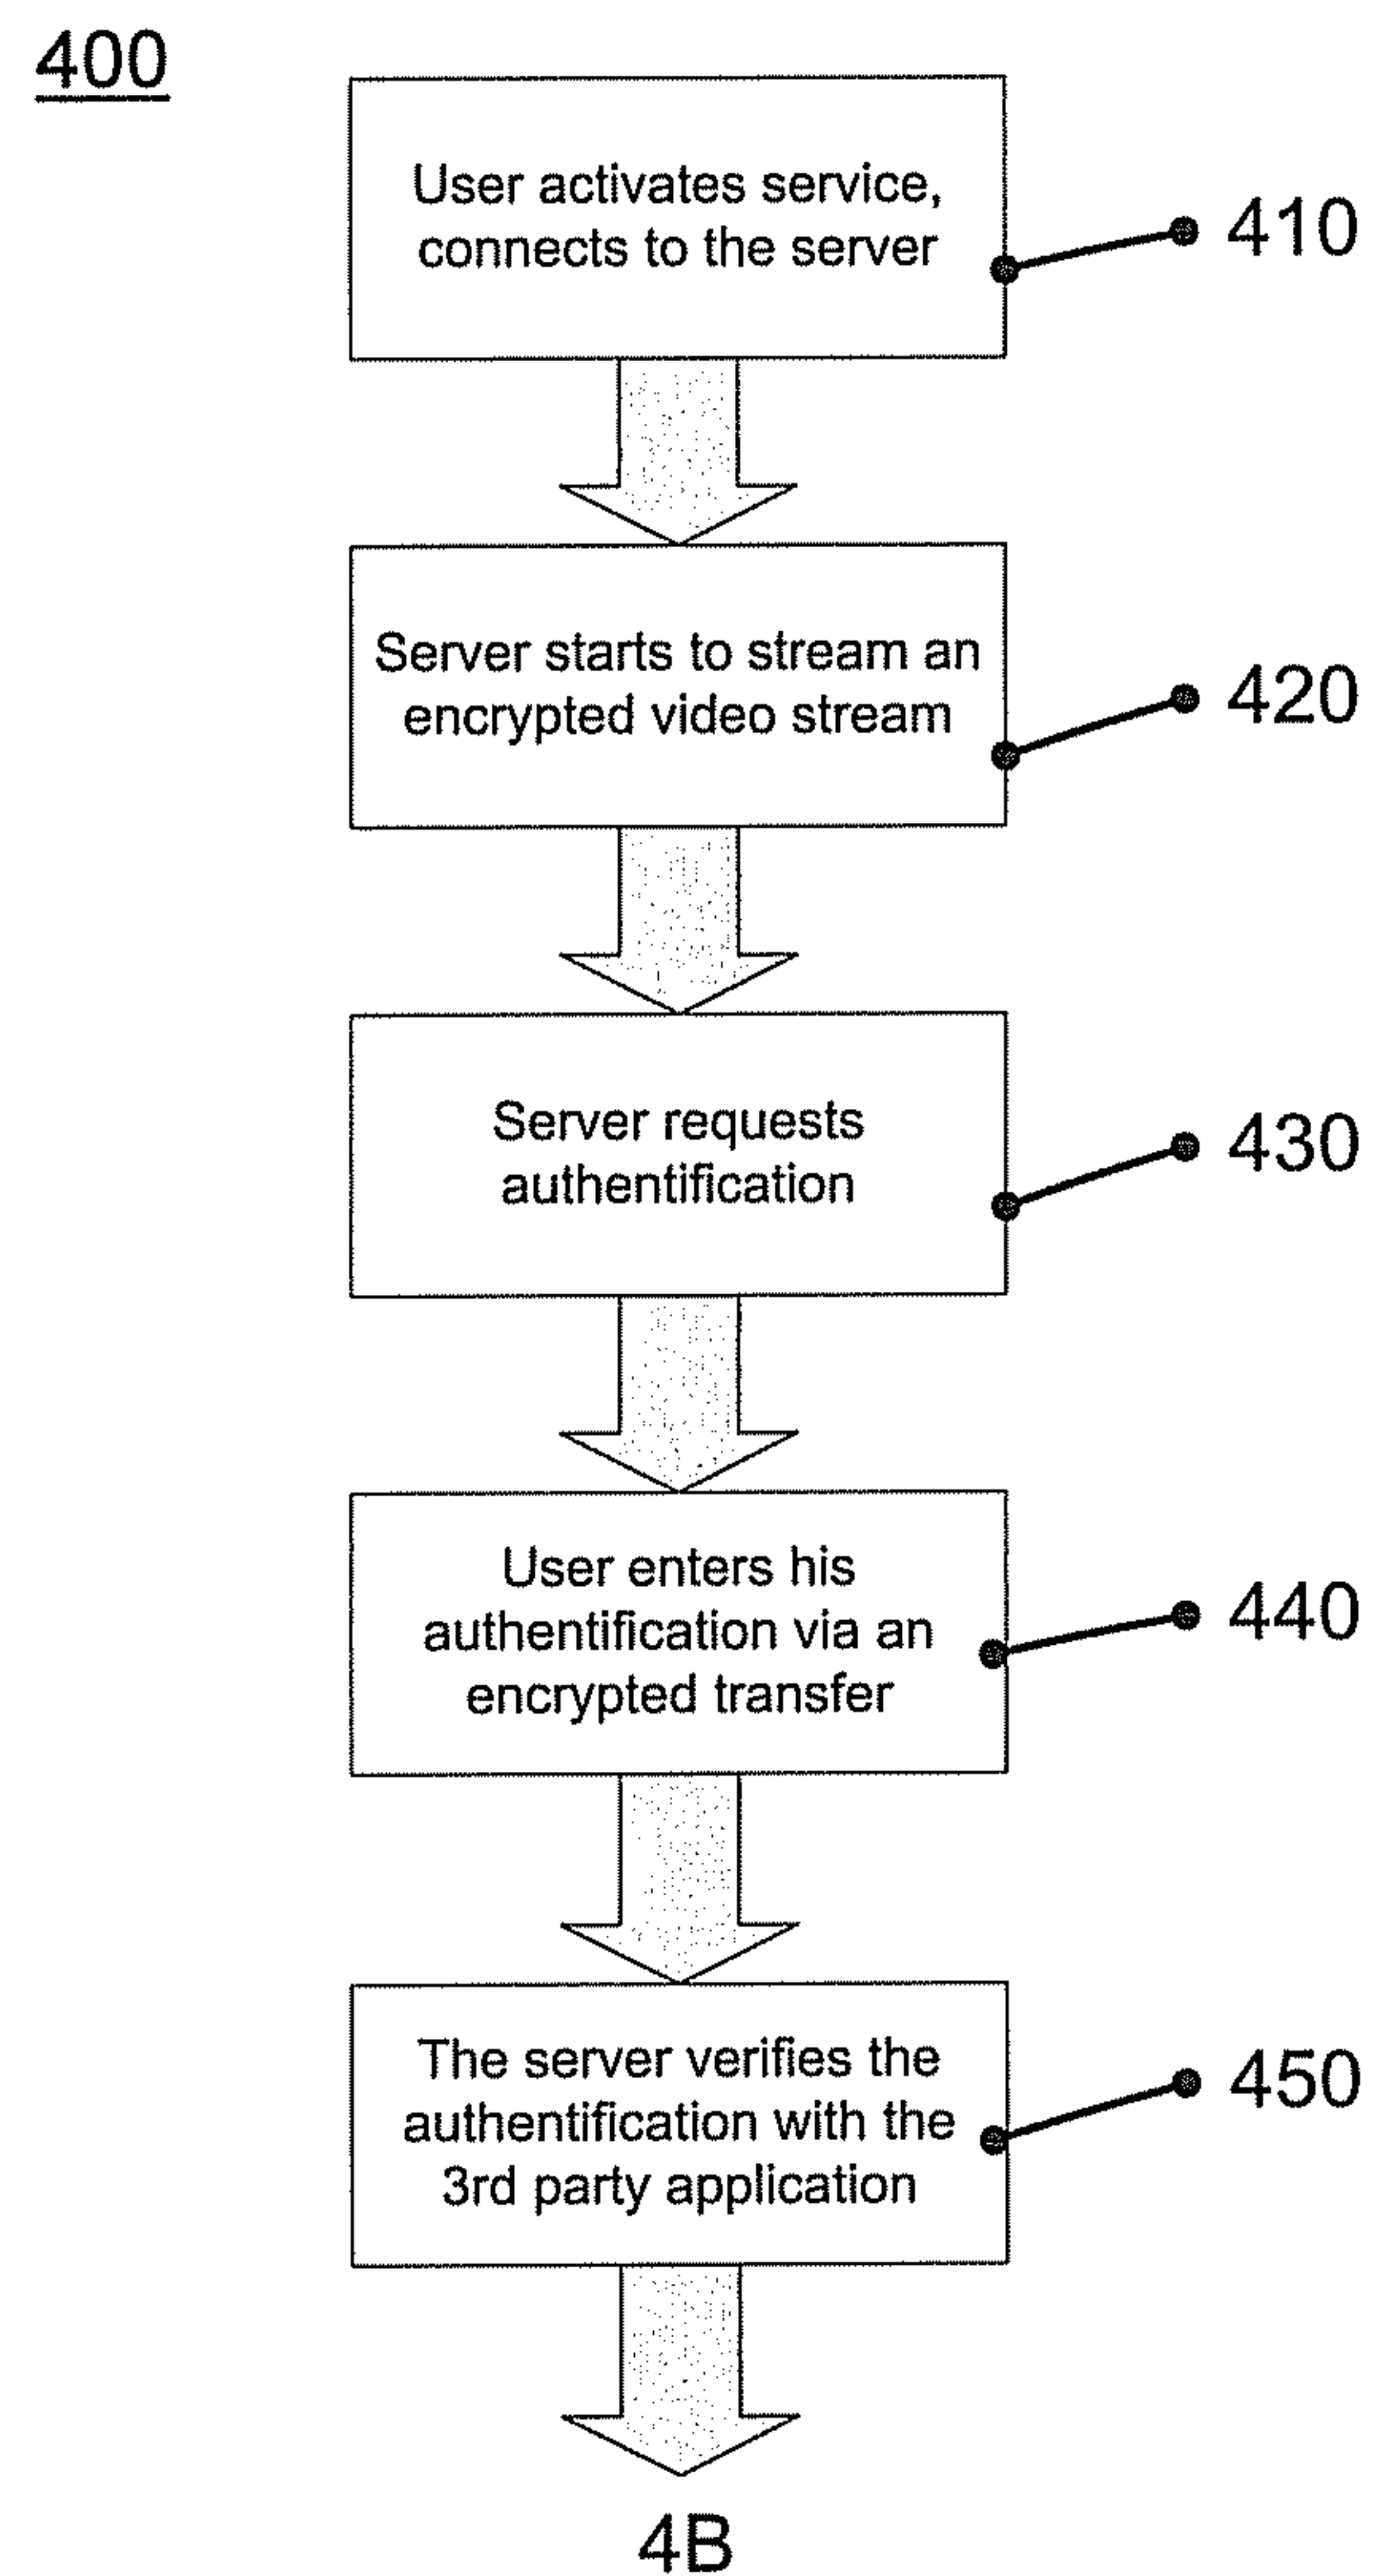 400
User activates service,
connects to the server
410
Server starts to stream an
encrypted video stream
420
Server requests
authentification
430
User enters his
authentification via an
encrypted transfer
440
The server verifies the
authentification with the
3rd party application
450
4B